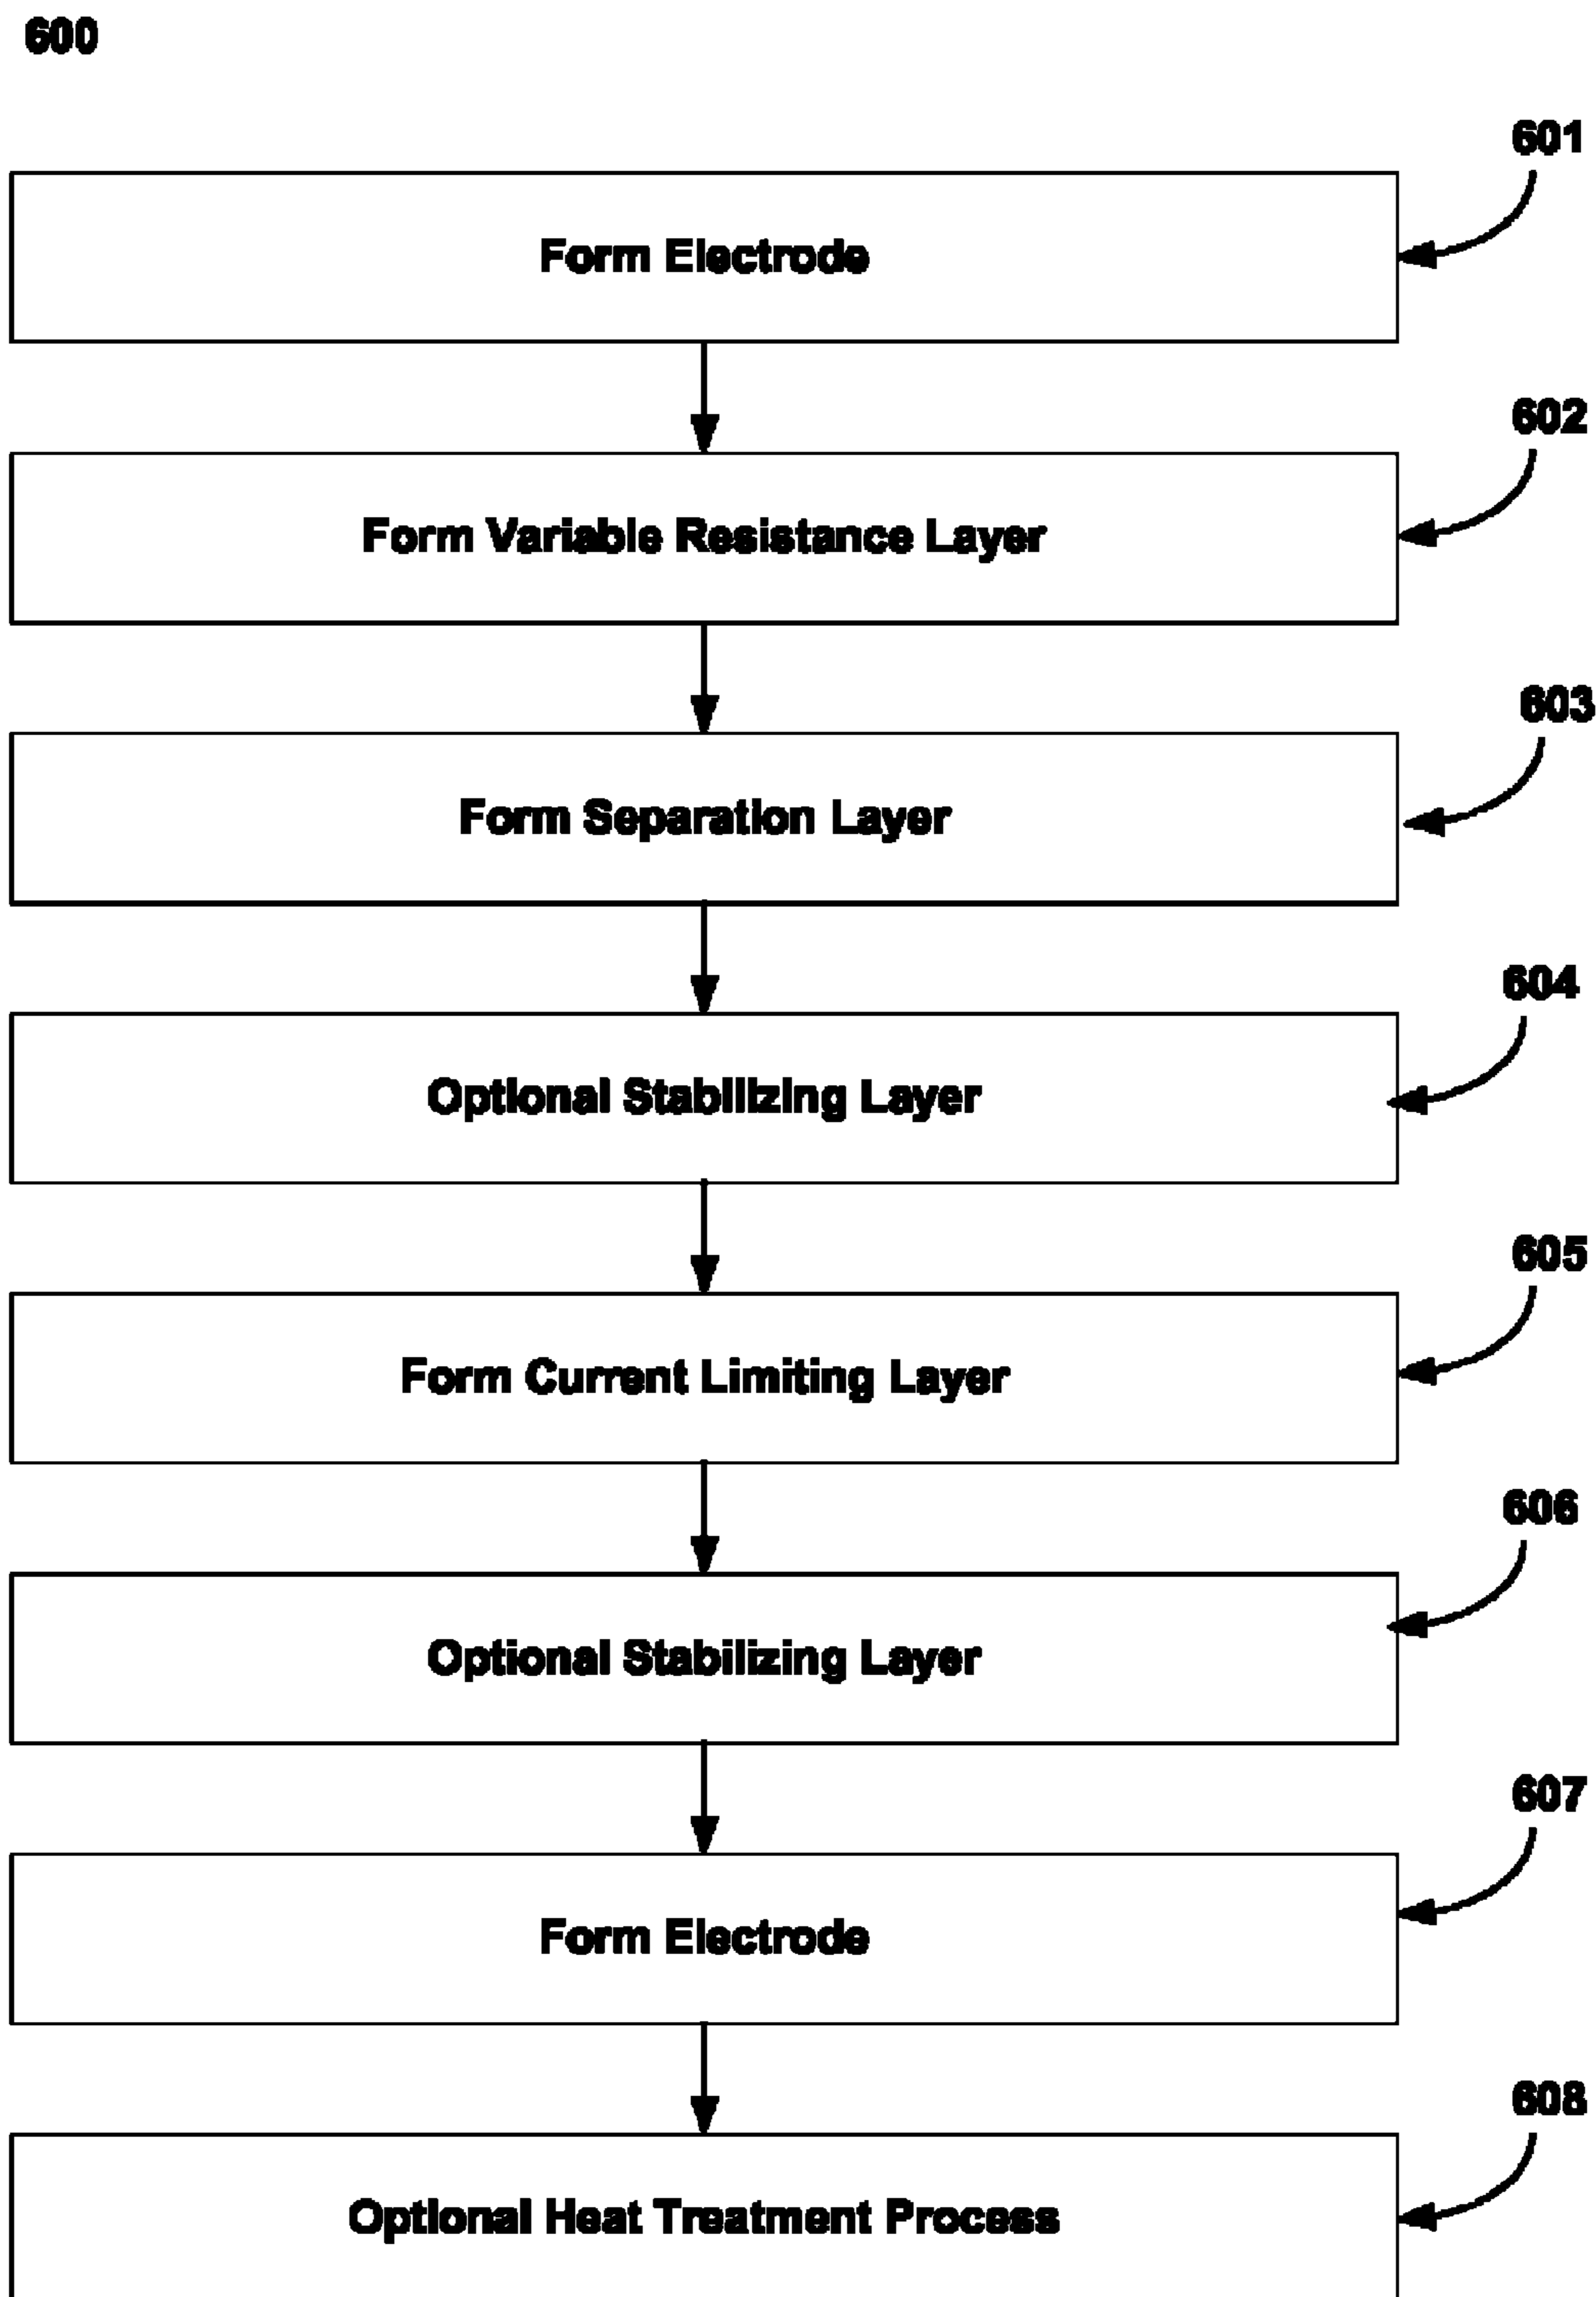 600
601
Form Electrode
602
Form Variable Resistance Layer
603
Form Separation Layer
604
Optional Stabilizing Layer
605
Form Current Limiting Layer
606
Optional Stabilizing Layer
607
Form Electrode
608
Optional Heat Treatment Process